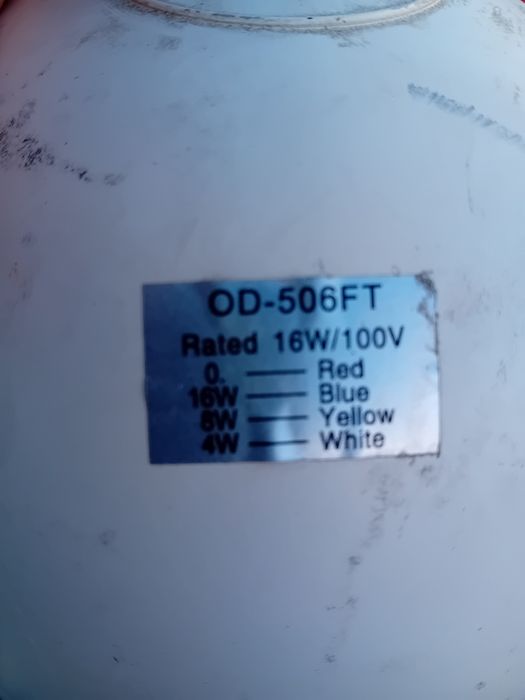 OD-506FT
Rated 16W/100V
0. — Red
16W — Blue
8W — Yellow
4W — White